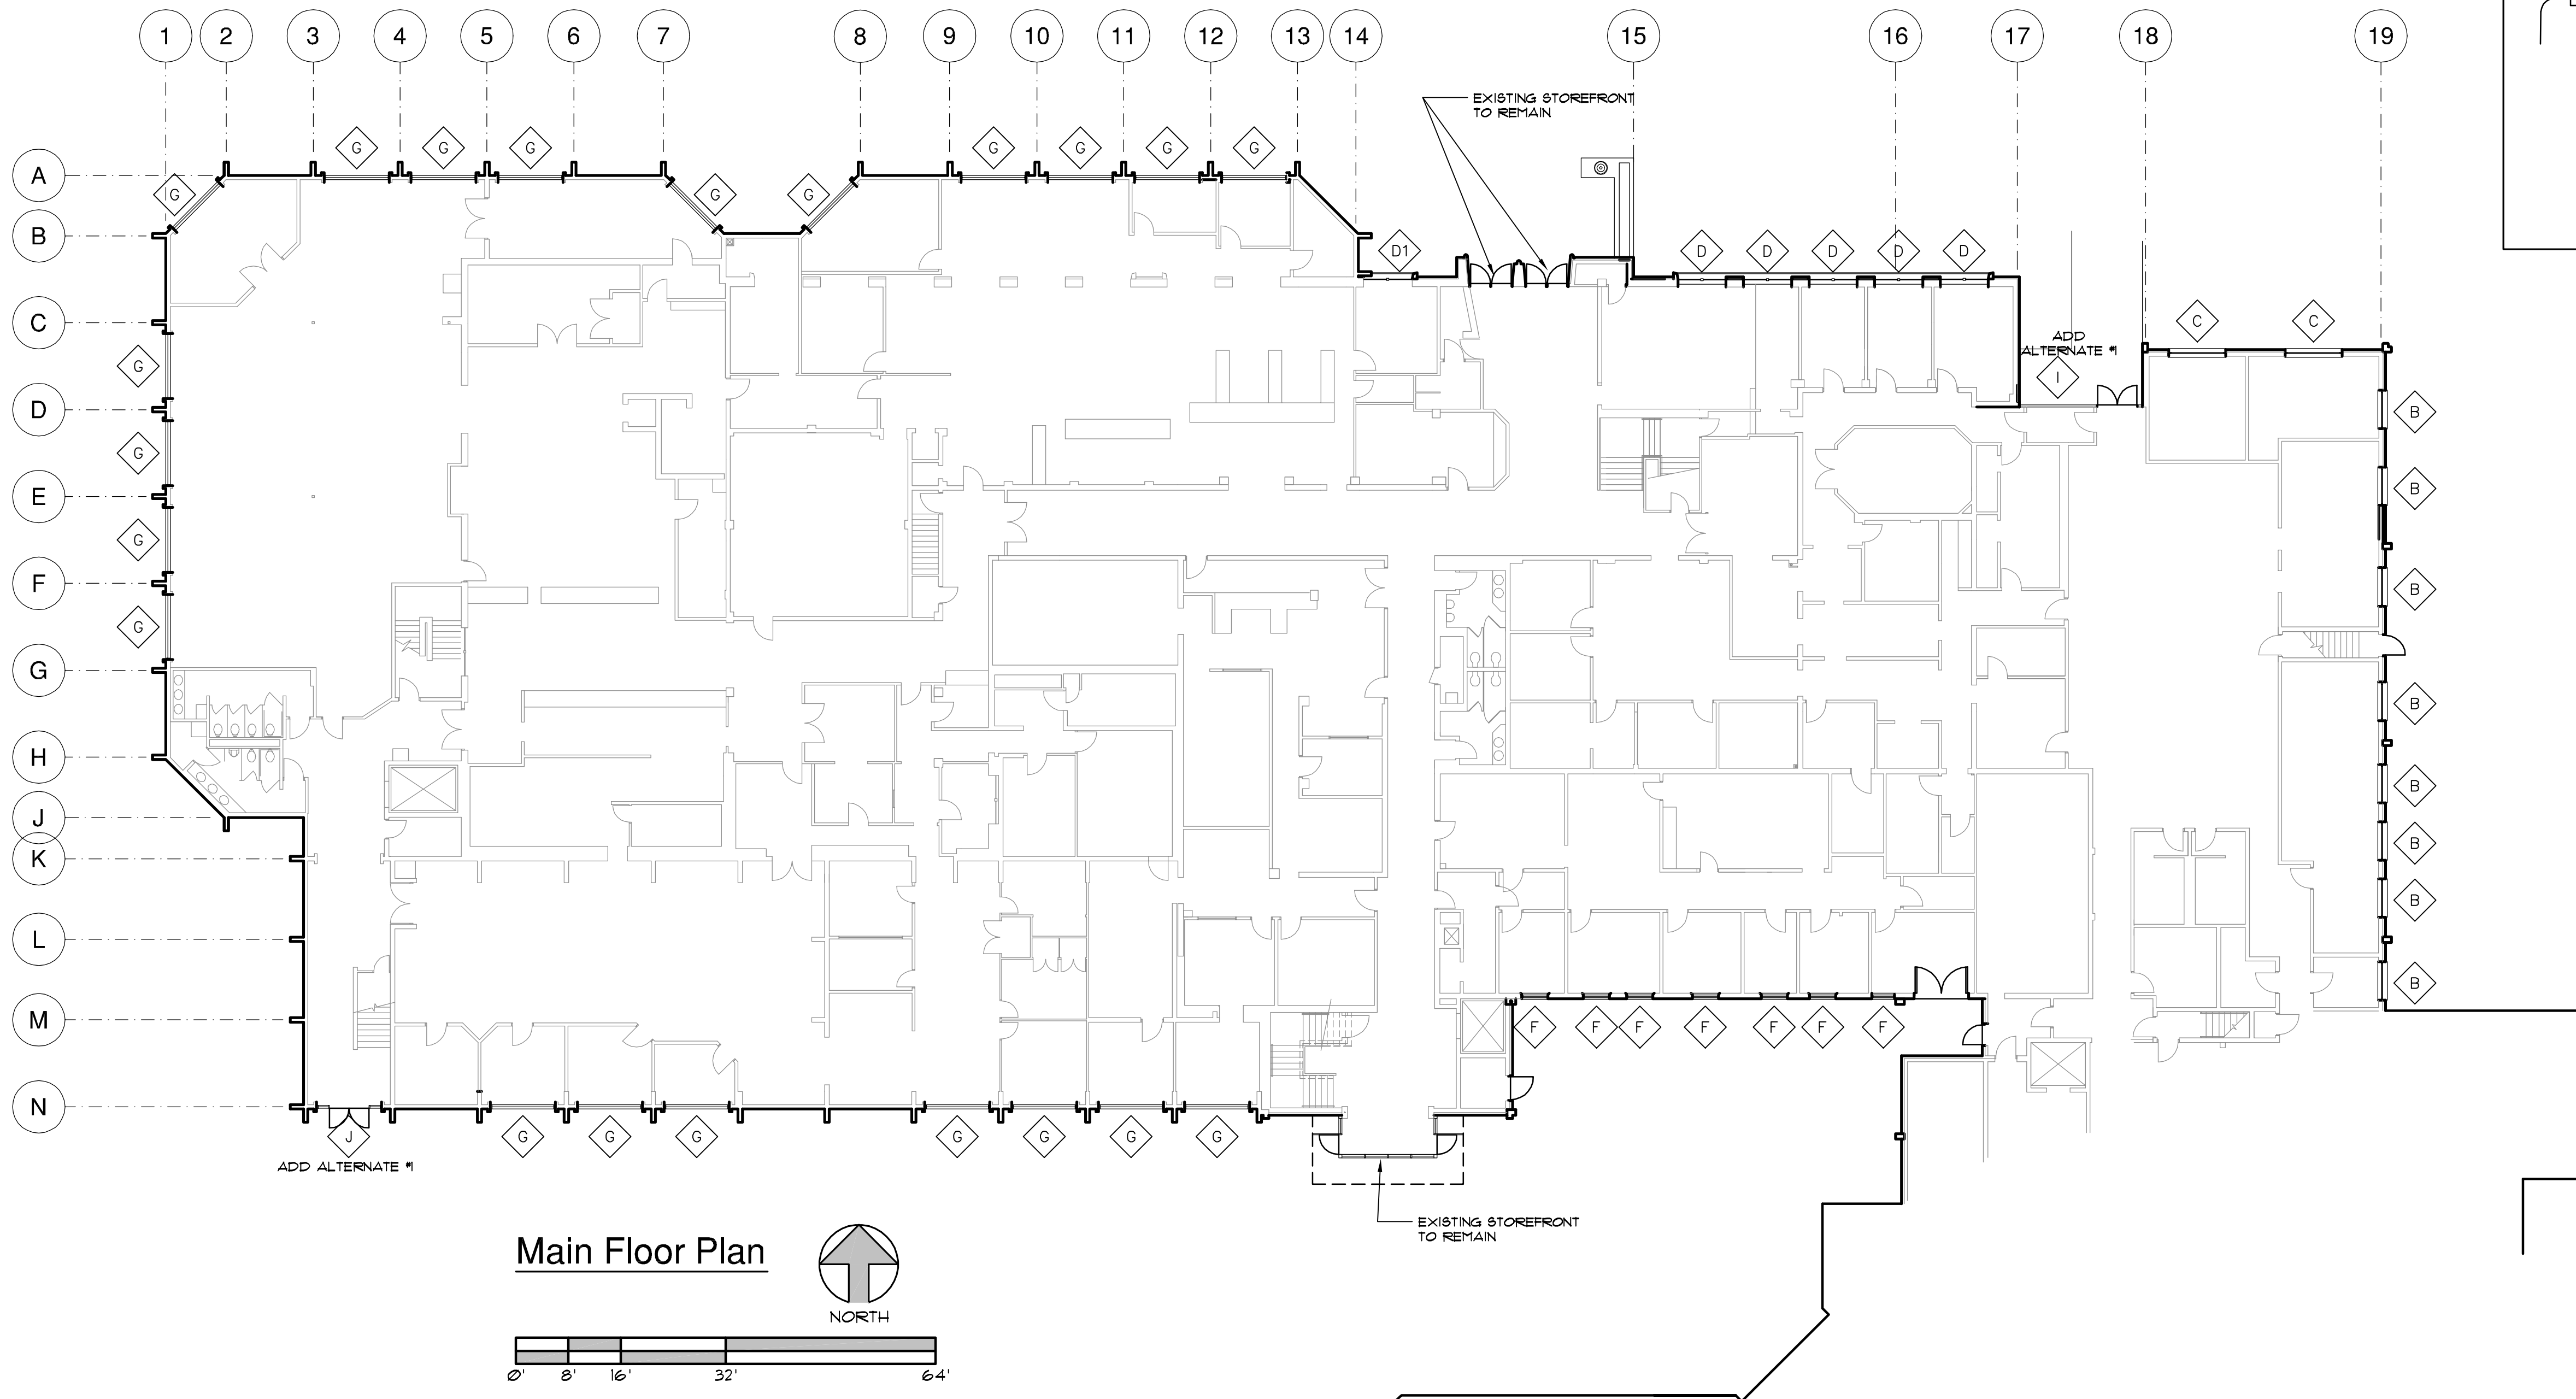 1 2 3 4 5 6 7 8 9 10 11 12 13 14 15 16 17 18 19
EXISTING STOREFRONT
TO REMAIN
G G G G G G G
A
G G G
B
D1 D D D D D
C
C C
ADD
ALTERNATE #1
G
I
D
B
G
E
B
G
F
B
G
G
B
H
B
J
K
B
B
L
B
M
F F F F F F F
N
J
G G G G G G G
ADD ALTERNATE #1
EXISTING STOREFRONT
TO REMAIN
Main Floor Plan
NORTH
0' 8' 16' 32' 64'